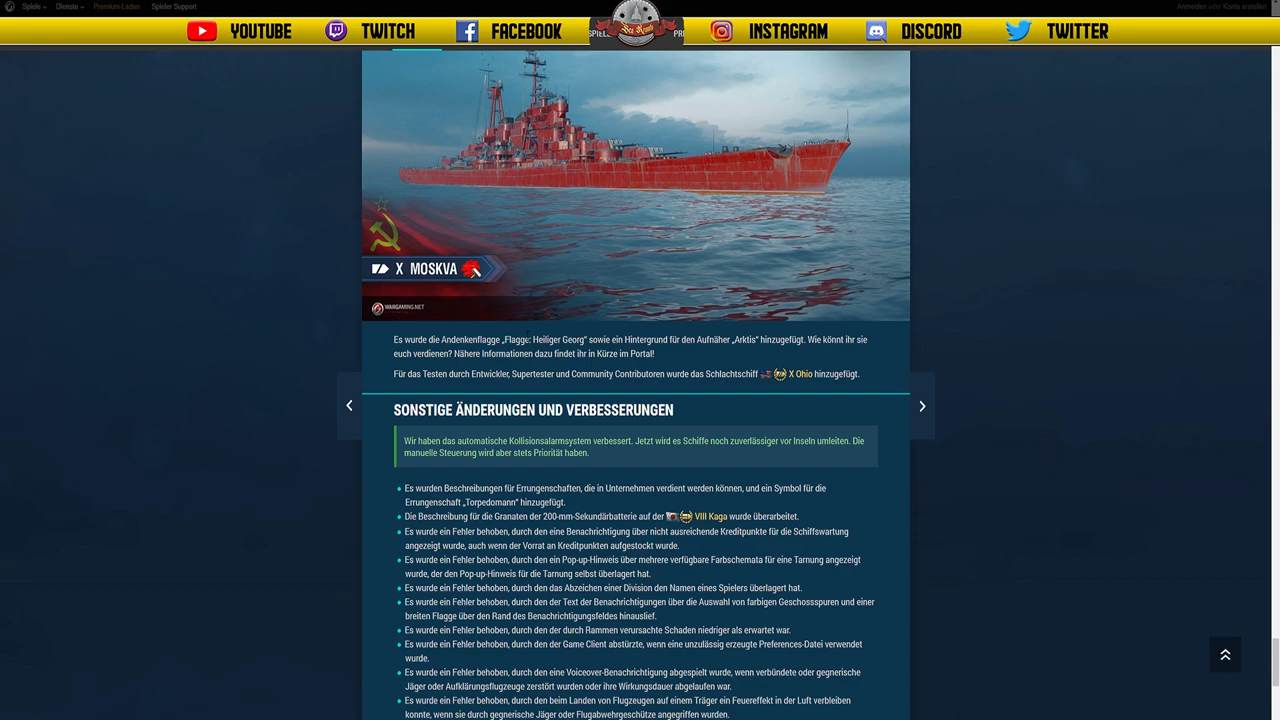 Spiele
Dienste
Premium-Laden
Spieler Support
Anmelden oder Konto erstellen
YOUTUBE
TWITCH
FACEBOOK
INSTAGRAM
DISCORD
TWITTER
X MOSKVA
WARGAMING.NET
Es wurde die Andenkenflagge „Flagge: Heiliger Georg“ sowie ein Hintergrund für den Aufnäher „Arktis“ hinzugefügt. Wie könnt ihr sie
euch verdienen? Nähere Informationen dazu findet ihr in Kürze im Portal!
Für das Testen durch Entwickler, Supertester und Community Contributoren wurde das Schlachtschiff X Ohio hinzugefügt.
SONSTIGE ÄNDERUNGEN UND VERBESSERUNGEN
Wir haben das automatische Kollisionsalarmsystem verbessert. Jetzt wird es Schiffe noch zuverlässiger vor Inseln umleiten. Die
manuelle Steuerung wird aber stets Priorität haben.
Es wurden Beschreibungen für Errungenschaften, die in Unternehmen verdient werden können, und ein Symbol für die
Errungenschaft „Torpedomann“ hinzugefügt.
Die Beschreibung für die Granaten der 200-mm-Sekundärbatterie auf der VIII Kaga wurde überarbeitet.
Es wurde ein Fehler behoben, durch den eine Benachrichtigung über nicht ausreichende Kreditpunkte für die Schiffswartung
angezeigt wurde, auch wenn der Vorrat an Kreditpunkten aufgestockt wurde.
Es wurde ein Fehler behoben, durch den ein Pop-up-Hinweis über mehrere verfügbare Farbschemata für eine Tarnung angezeigt
wurde, der den Pop-up-Hinweis für die Tarnung selbst überlagert hat.
Es wurde ein Fehler behoben, durch den das Abzeichen einer Division den Namen eines Spielers überlagert hat.
Es wurde ein Fehler behoben, durch den der Text der Benachrichtigungen über die Auswahl von farbigen Geschossspuren und einer
breiten Flagge über den Rand des Benachrichtigungsfeldes hinauslief.
Es wurde ein Fehler behoben, durch den der durch Rammen verursachte Schaden niedriger als erwartet war.
Es wurde ein Fehler behoben, durch den der Game Client abstürzte, wenn eine unzulässig erzeugte Preferences-Datei verwendet
wurde.
Es wurde ein Fehler behoben, durch den eine Voiceover-Benachrichtigung abgespielt wurde, wenn verbündete oder gegnerische
Jäger oder Aufklärungsflugzeuge zerstört wurden oder ihre Wirkungsdauer abgelaufen war.
Es wurde ein Fehler behoben, durch den beim Landen von Flugzeugen auf einem Träger ein Feuereffekt in der Luft verbleiben
konnte, wenn sie durch gegnerische Jäger oder Flugabwehrgeschütze angegriffen wurden.